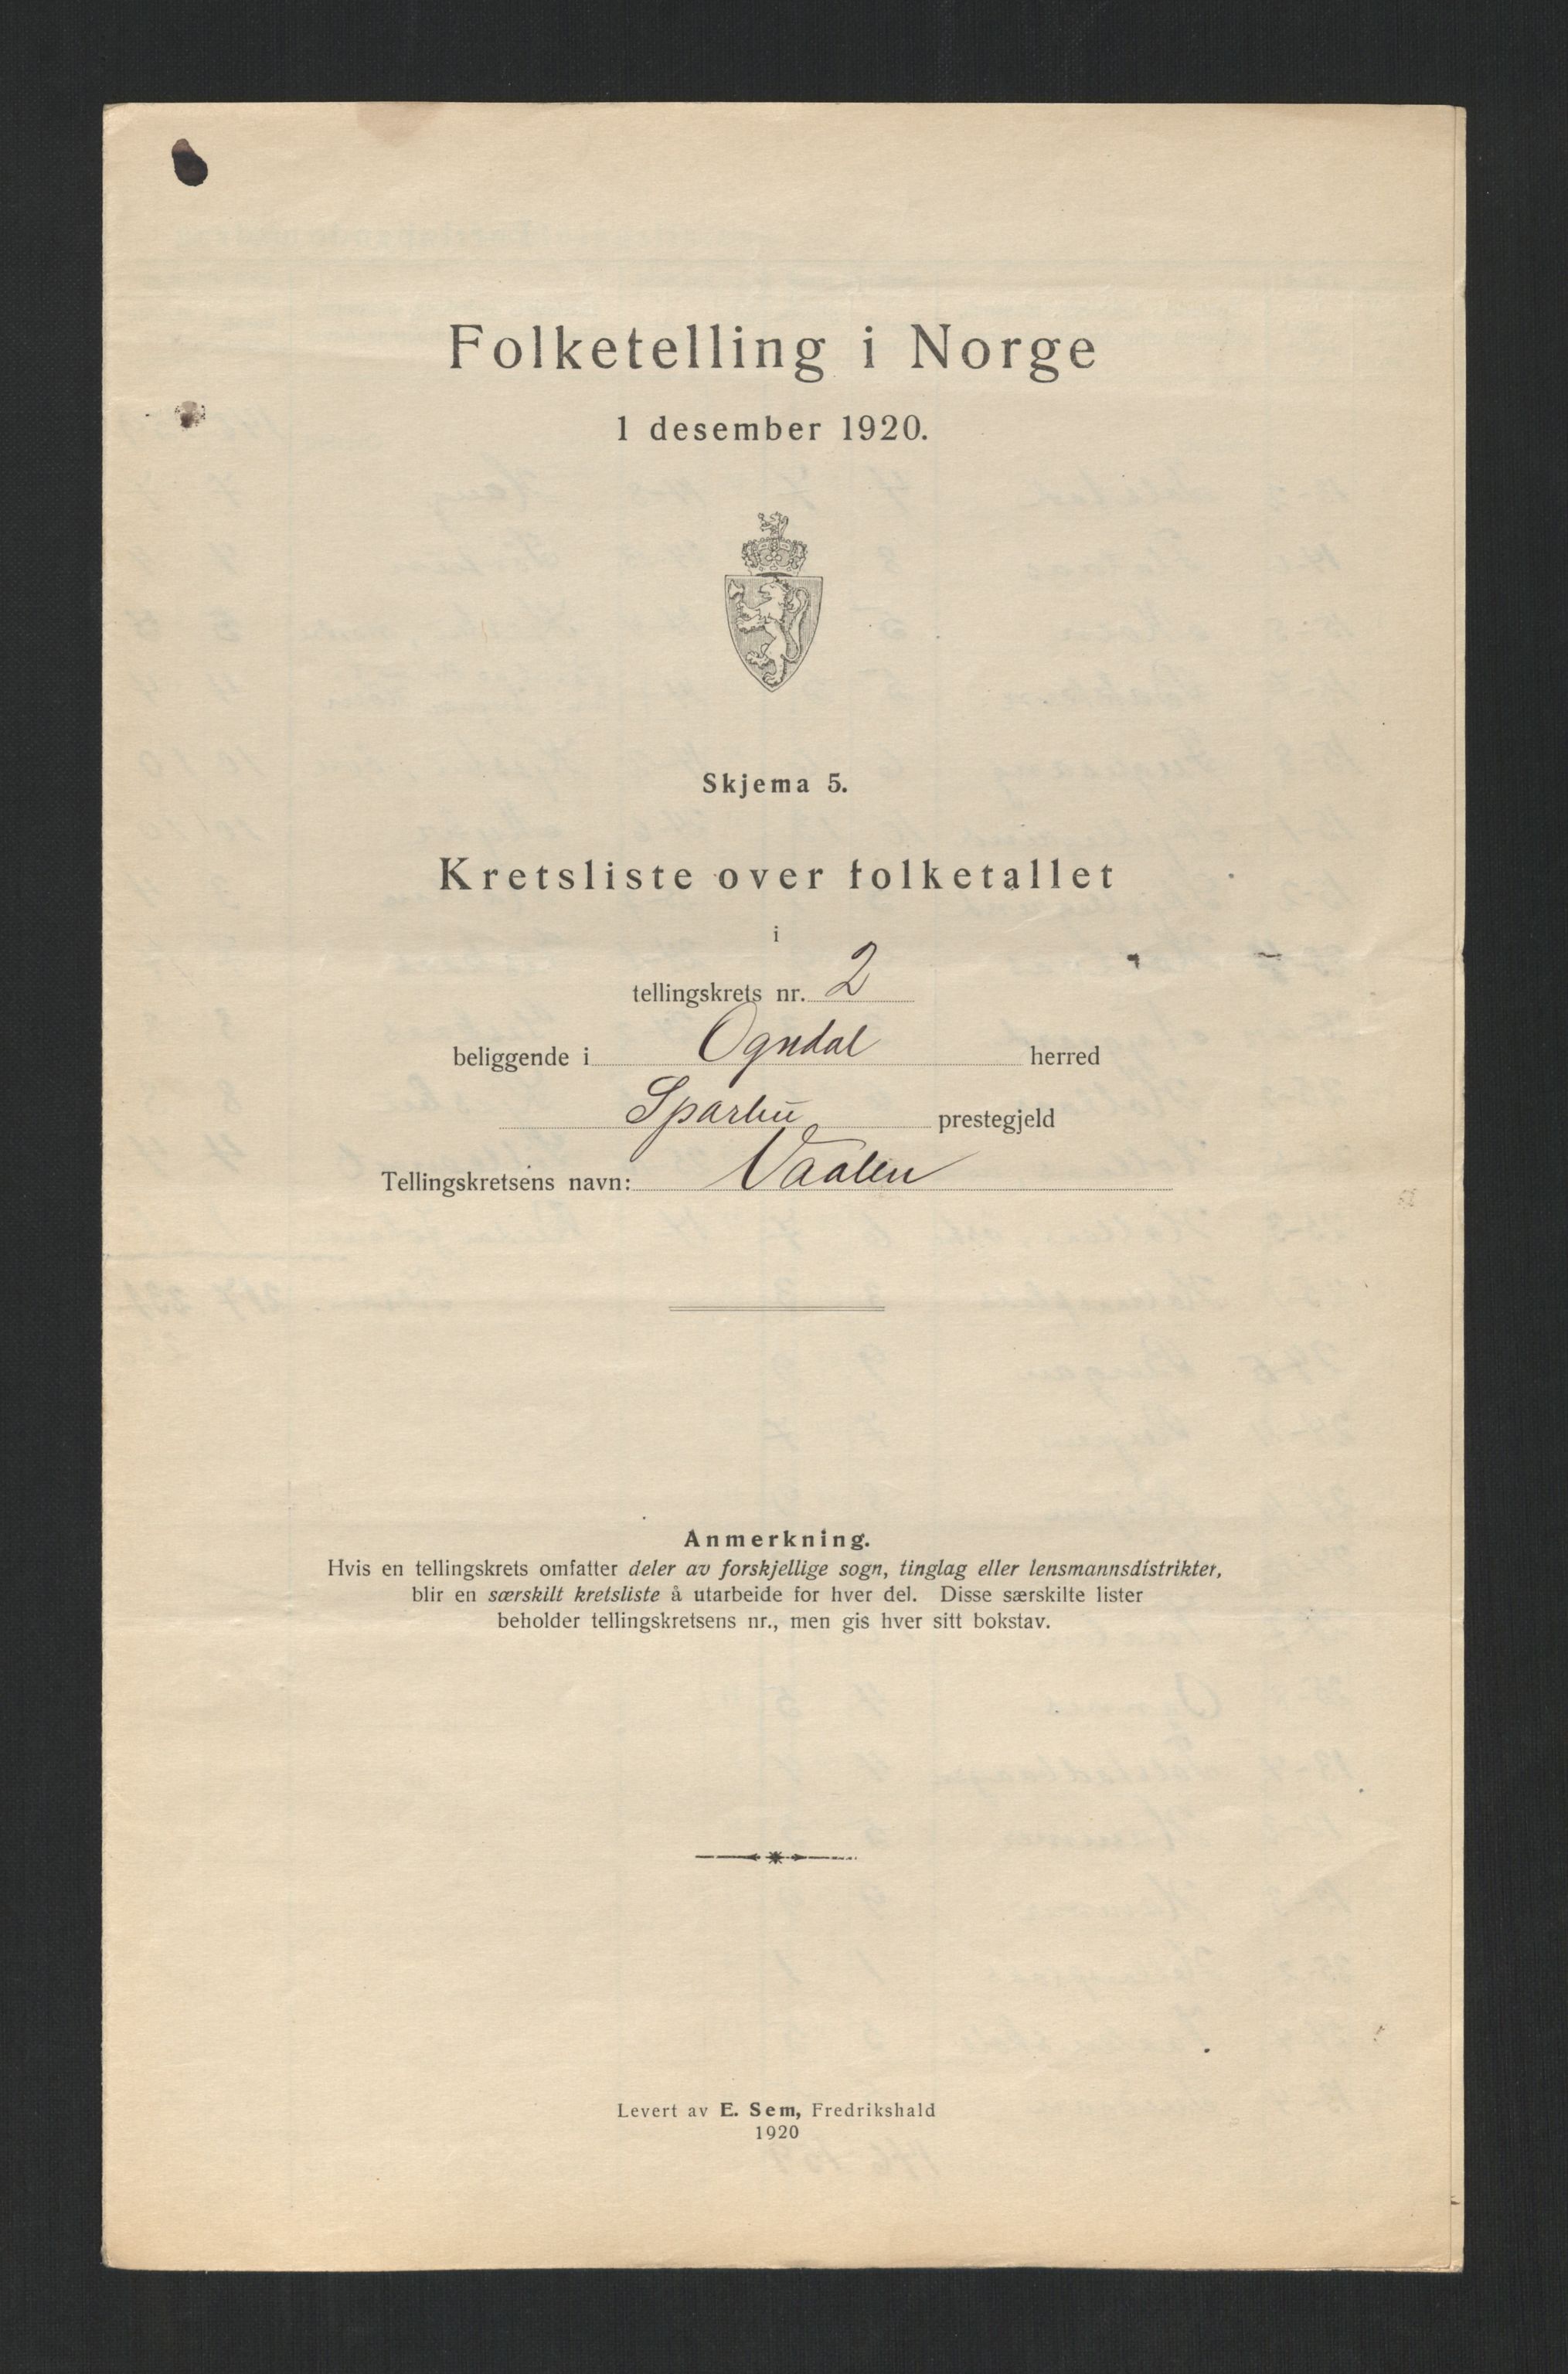 Folketelling i Norge
1 desember 1920.
Skjema 5.
Kretsliste over folketallet
i
tellingskrets nr. 2
beliggende i Ogndal herred
Sparbu prestegjeld
Tellingskretsens navn: Vaalen
Anmerkning.
Hvis en tellingskrets omfatter deler av forskjellige sogn, tinglag eller lensmannsdistrikter,
blir en særskilt kretsliste å utarbeide for hver del. Disse særskilte lister
beholder tellingskretsens nr., men gis hver sitt bokstav.
Levert av E. Sem, Fredrikshald
1920